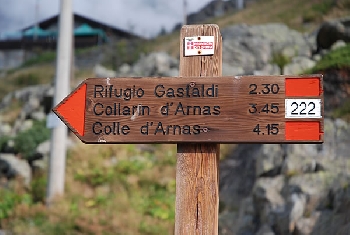 Rifugio Gastaldi 2.30
Collarin d'Arnas 3.45
Colle d'Arnas 4.15
222